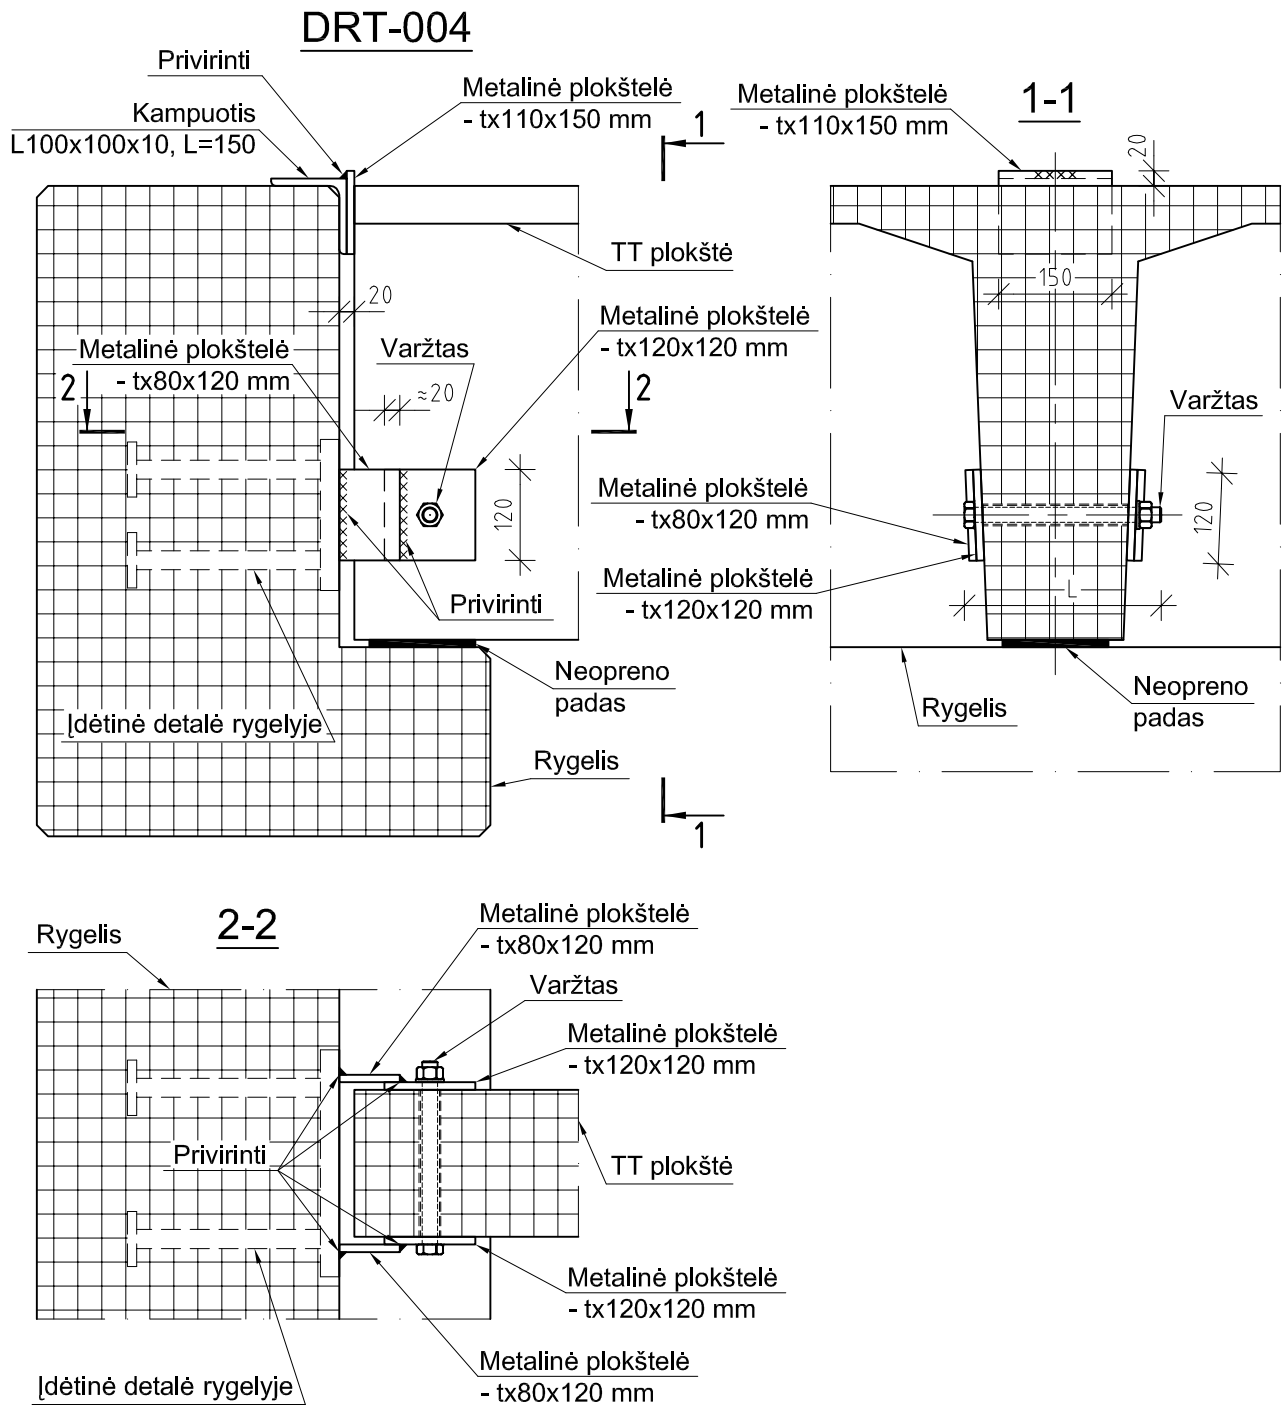 DRT-004
Privirinti
Kampuotis
L100x100x10, L=150
Metalinė plokštelė
- tx110x150 mm
1
TT plokštė
20
Metalinė plokštelė
- tx120x120 mm
Metalinė plokštelė
- tx80x120 mm
Varžtas
≈20
2
2
120
Privirinti
Neopreno
padas
Įdėtinė detalė rygelyje
Rygelis
1
1-1
Metalinė plokštelė
- tx110x150 mm
20
150
Varžtas
Metalinė plokštelė
- tx80x120 mm
120
Metalinė plokštelė
- tx120x120 mm
L
Rygelis
Neopreno
padas
2-2
Rygelis
Metalinė plokštelė
- tx80x120 mm
Varžtas
Metalinė plokštelė
- tx120x120 mm
Privirinti
TT plokštė
Metalinė plokštelė
- tx120x120 mm
Metalinė plokštelė
- tx80x120 mm
Įdėtinė detalė rygelyje